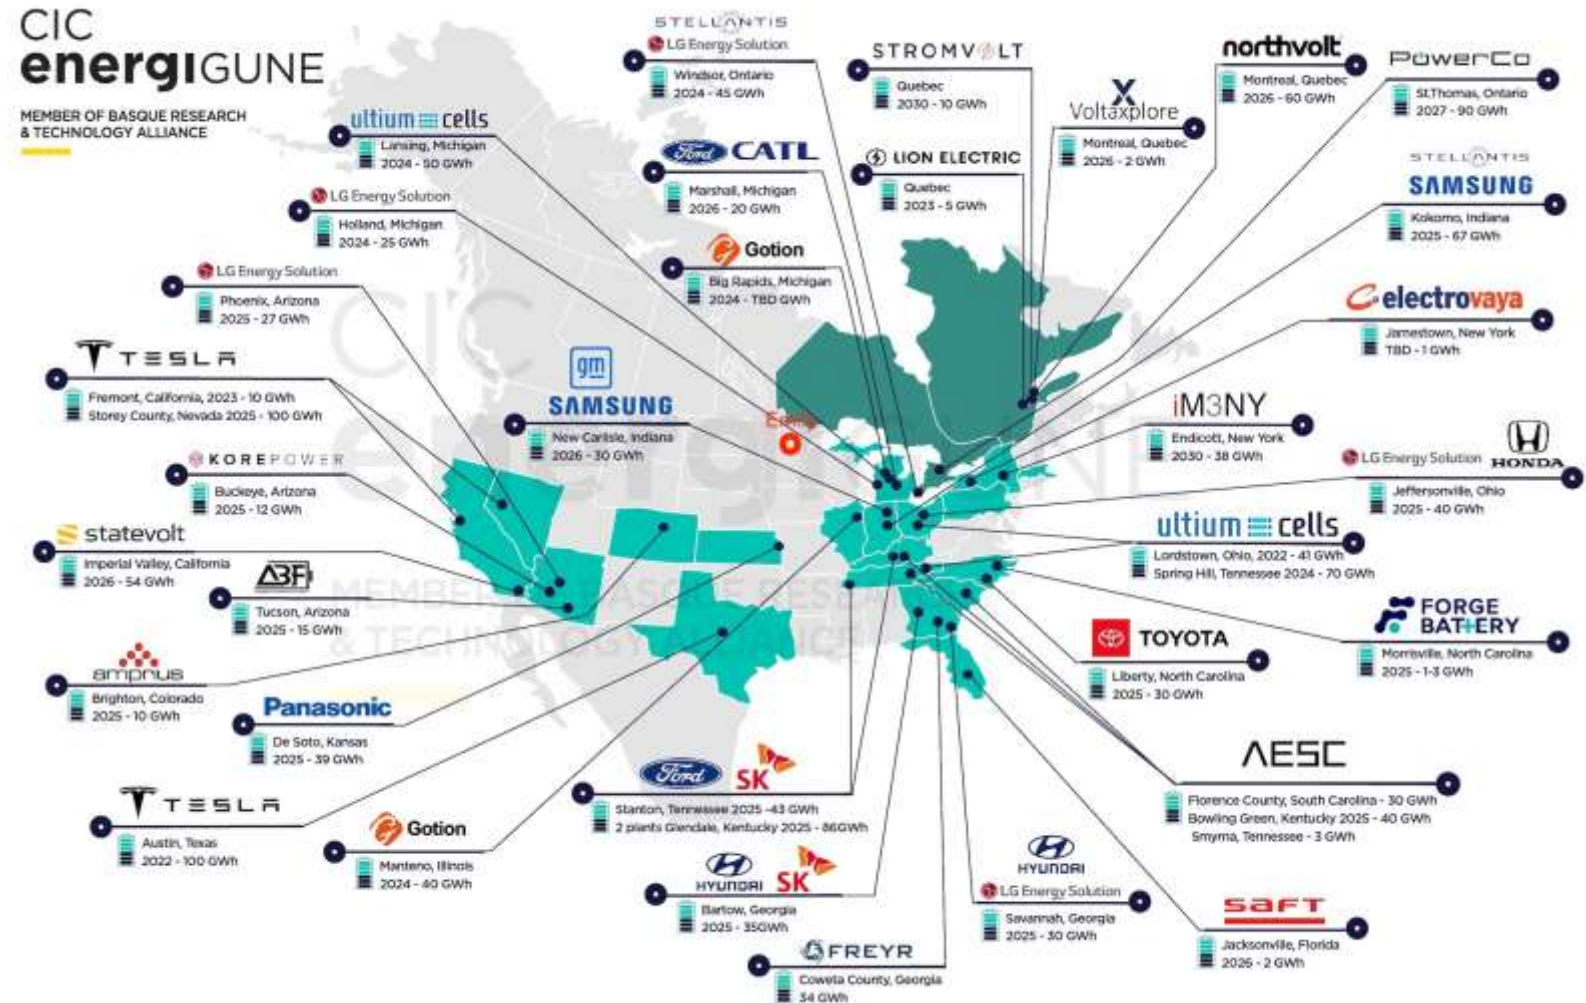 CIC
energiGUNE
MEMBER OF BASQUE RESEARCH
& TECHNOLOGY ALLIANCE
STELLANTIS
LG Energy Solution
Windsor, Ontario
2024 - 45 GWh
STROMVOLT
Quebec
2030 - 10 GWh
Voltaxplore
Montreal, Quebec
2026 - 2 GWh
northvolt
Montreal, Quebec
2026 - 60 GWh
PowerCo
St.Thomas, Ontario
2027 - 90 GWh
ultium cells
Lansing, Michigan
2024 - 50 GWh
Ford CATL
Marshall, Michigan
2026 - 20 GWh
LION ELECTRIC
Quebec
2023 - 5 GWh
STELLANTIS
SAMSUNG
Kokomo, Indiana
2025 - 67 GWh
LG Energy Solution
Holland, Michigan
2024 - 25 GWh
Gotion
Big Rapids, Michigan
2024 - TBD GWh
LG Energy Solution
Phoenix, Arizona
2025 - 27 GWh
electrovaya
Jamestown, New York
TBD - 1 GWh
TESLA
Fremont, California, 2023 - 10 GWh
Storey County, Nevada 2025 - 100 GWh
gm
SAMSUNG
New Carlisle, Indiana
2026 - 30 GWh
iM3NY
Endicott, New York
2030 - 38 GWh
KOREPOWER
Buckeye, Arizona
2025 - 12 GWh
LG Energy Solution HONDA
Jeffersonville, Ohio
2025 - 40 GWh
statevolt
Imperial Valley, California
2026 - 54 GWh
ultium cells
Lordstown, Ohio, 2022 - 41 GWh
Spring Hill, Tennessee 2024 - 70 GWh
ABF
Tucson, Arizona
2025 - 15 GWh
FORGE
BATTERY
Morrisville, North Carolina
2025 - 1-3 GWh
TOYOTA
Liberty, North Carolina
2025 - 30 GWh
amprius
Brighton, Colorado
2025 - 10 GWh
Panasonic
De Soto, Kansas
2025 - 39 GWh
AESC
Florence County, South Carolina - 30 GWh
Bowling Green, Kentucky 2025 - 40 GWh
Smyrna, Tennessee - 3 GWh
TESLA
Austin, Texas
2022 - 100 GWh
Gotion
Manteno, Illinois
2024 - 40 GWh
Ford SK
Stanton, Tennessee 2025 -43 GWh
2 plants Glendale, Kentucky 2025 - 86GWh
HYUNDAI SK
Bartow, Georgia
2025 - 35GWh
HYUNDAI
LG Energy Solution
Savannah, Georgia
2025 - 30 GWh
FREYR
Coweta County, Georgia
34 GWh
saft
Jacksonville, Florida
2026 - 2 GWh
CIC
MEMBER OF BASQUE RESEA
& TECHNOLOGY ALLIANCE